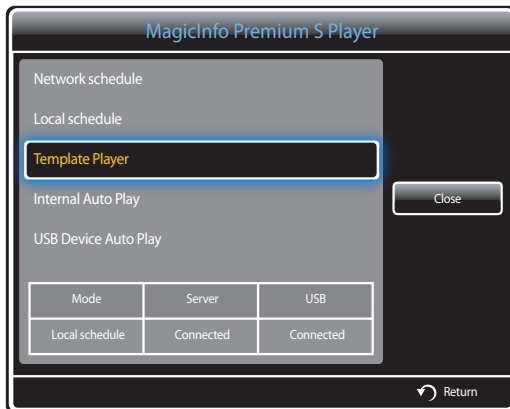 MagicInfo Premium S Player
Network schedule
Local schedule
Template Player
Internal Auto Play
Close
USB Device Auto Play
Mode Server USB
Local schedule Connected Connected
Return